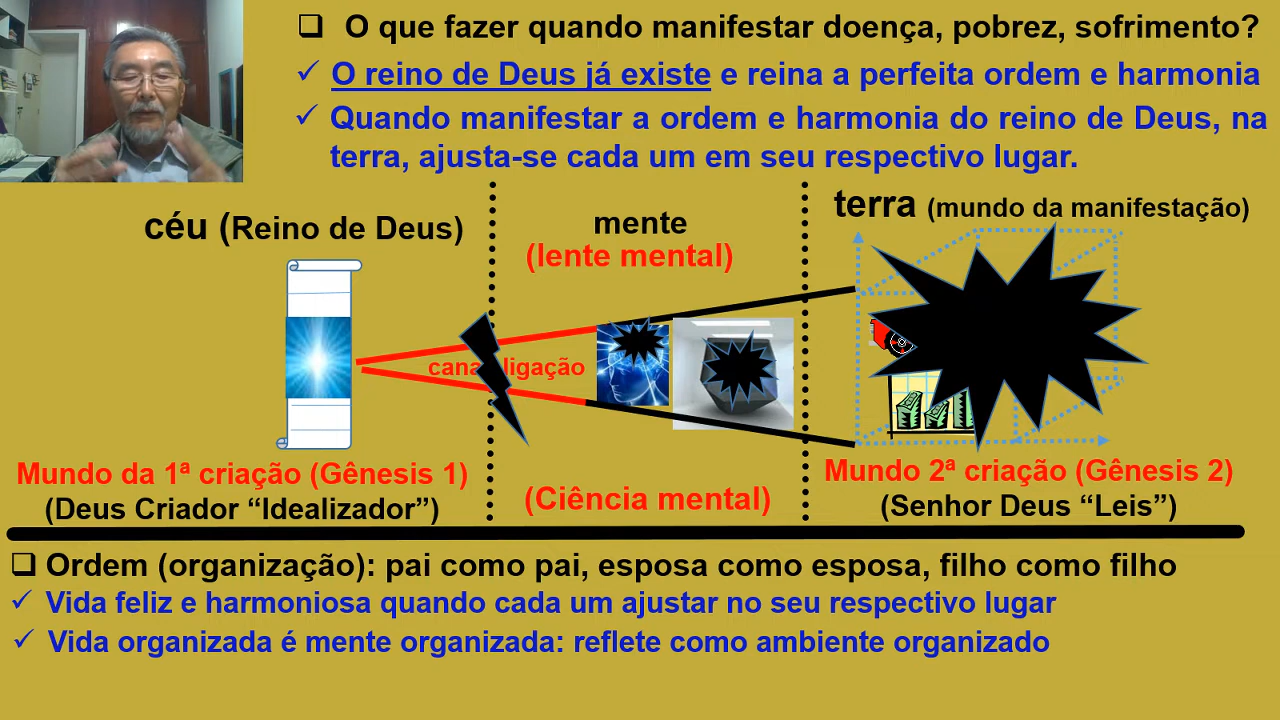 O que fazer quando manifestar doença, pobrez, sofrimento?
O reino de Deus já existe e reina a perfeita ordem e harmonia
Quando manifestar a ordem e harmonia do reino de Deus, na
terra, ajusta-se cada um em seu respectivo lugar.
céu (Reino de Deus)
mente
(lente mental)
terra (mundo da manifestação)
ligação
Mundo da 1ª criação (Gênesis 1)
(Deus Criador “Idealizador”)
(Ciência mental)
Mundo 2ª criação (Gênesis 2)
(Senhor Deus “Leis”)
Ordem (organização): pai como pai, esposa como esposa, filho como filho
Vida feliz e harmoniosa quando cada um ajustar no seu respectivo lugar
Vida organizada é mente organizada: reflete como ambiente organizado